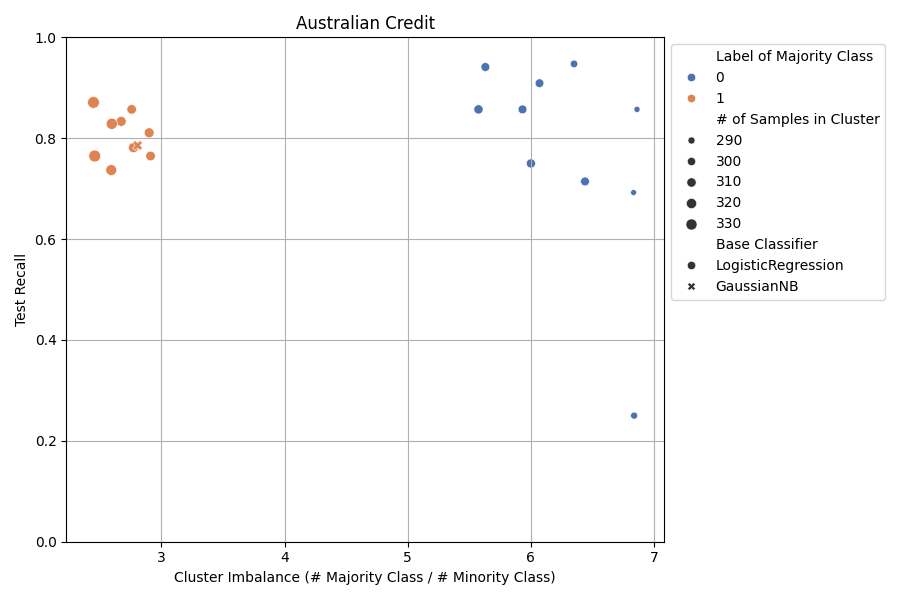 Australian Credit
1.0
0.8
0.6
0.4
0.2
0.0
Test Recall
3
4
5
6
7
Cluster Imbalance (# Majority Class / # Minority Class)
Label of Majority Class
0
1
# of Samples in Cluster
290
300
310
320
330
Base Classifier
LogisticRegression
GaussianNB